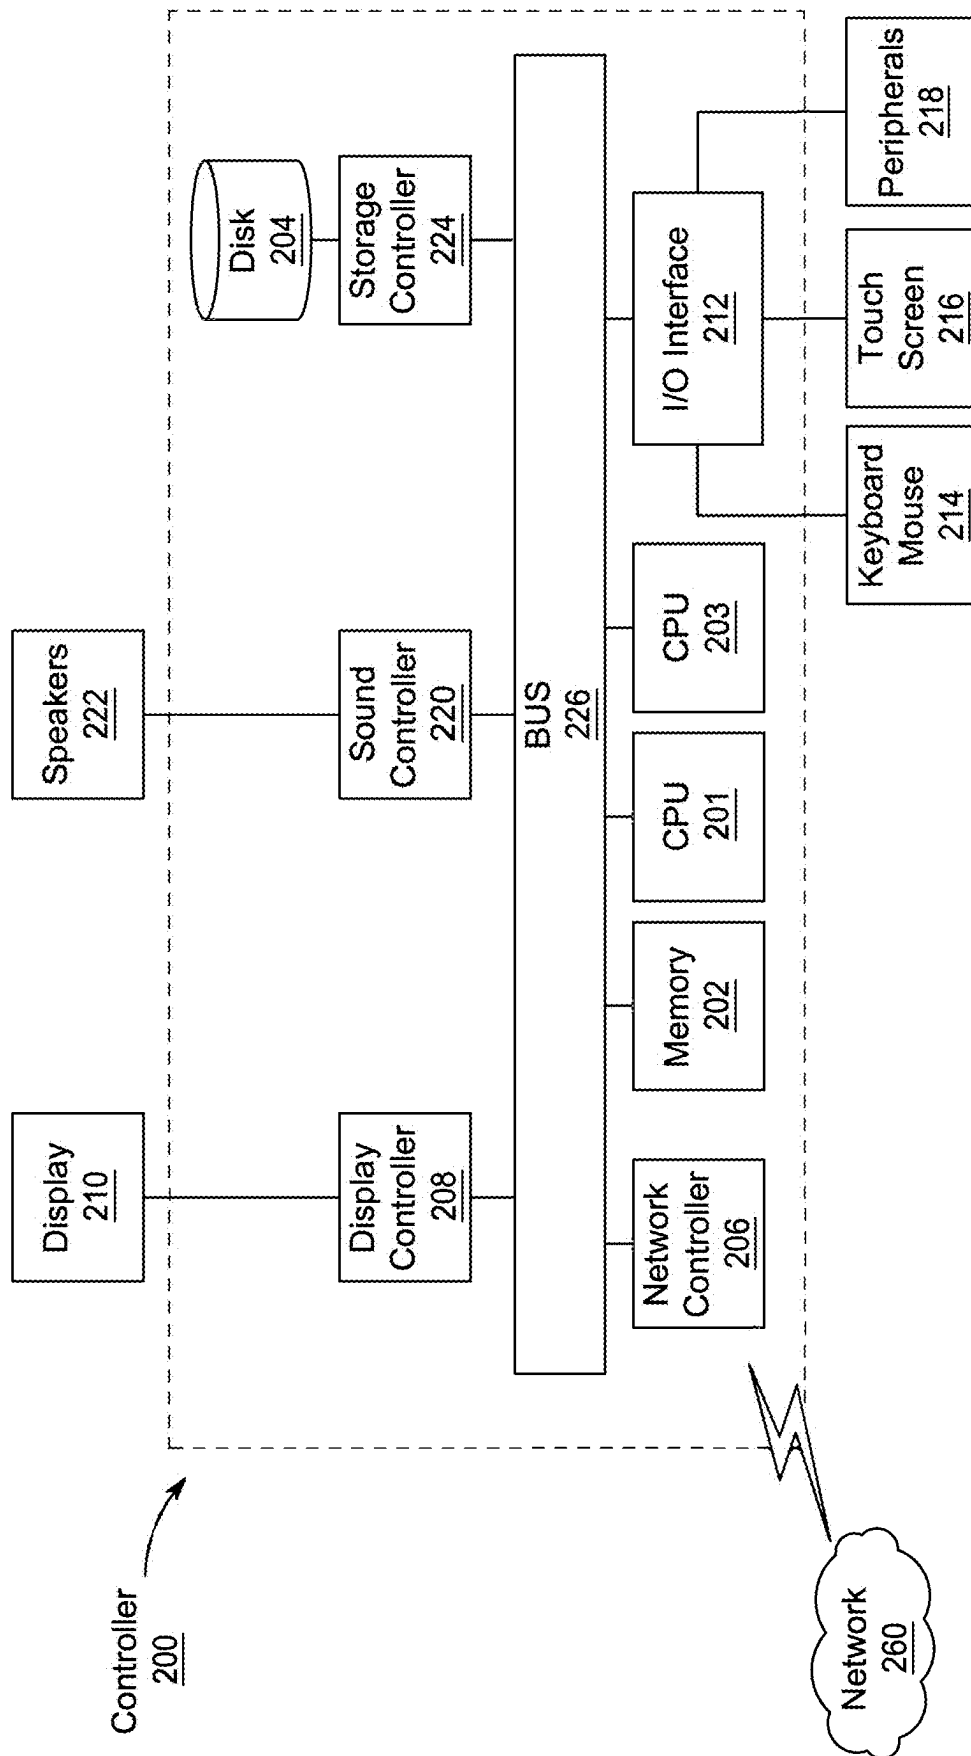 Controller
200
Display
210
Speakers
222
Disk
204
Display
Controller
208
Sound
Controller
220
Storage
Controller
224
BUS
226
Network
Controller
206
Memory
202
CPU
201
CPU
203
I/O Interface
212
Network
260
Keyboard
Mouse
214
Touch
Screen
216
Peripherals
218